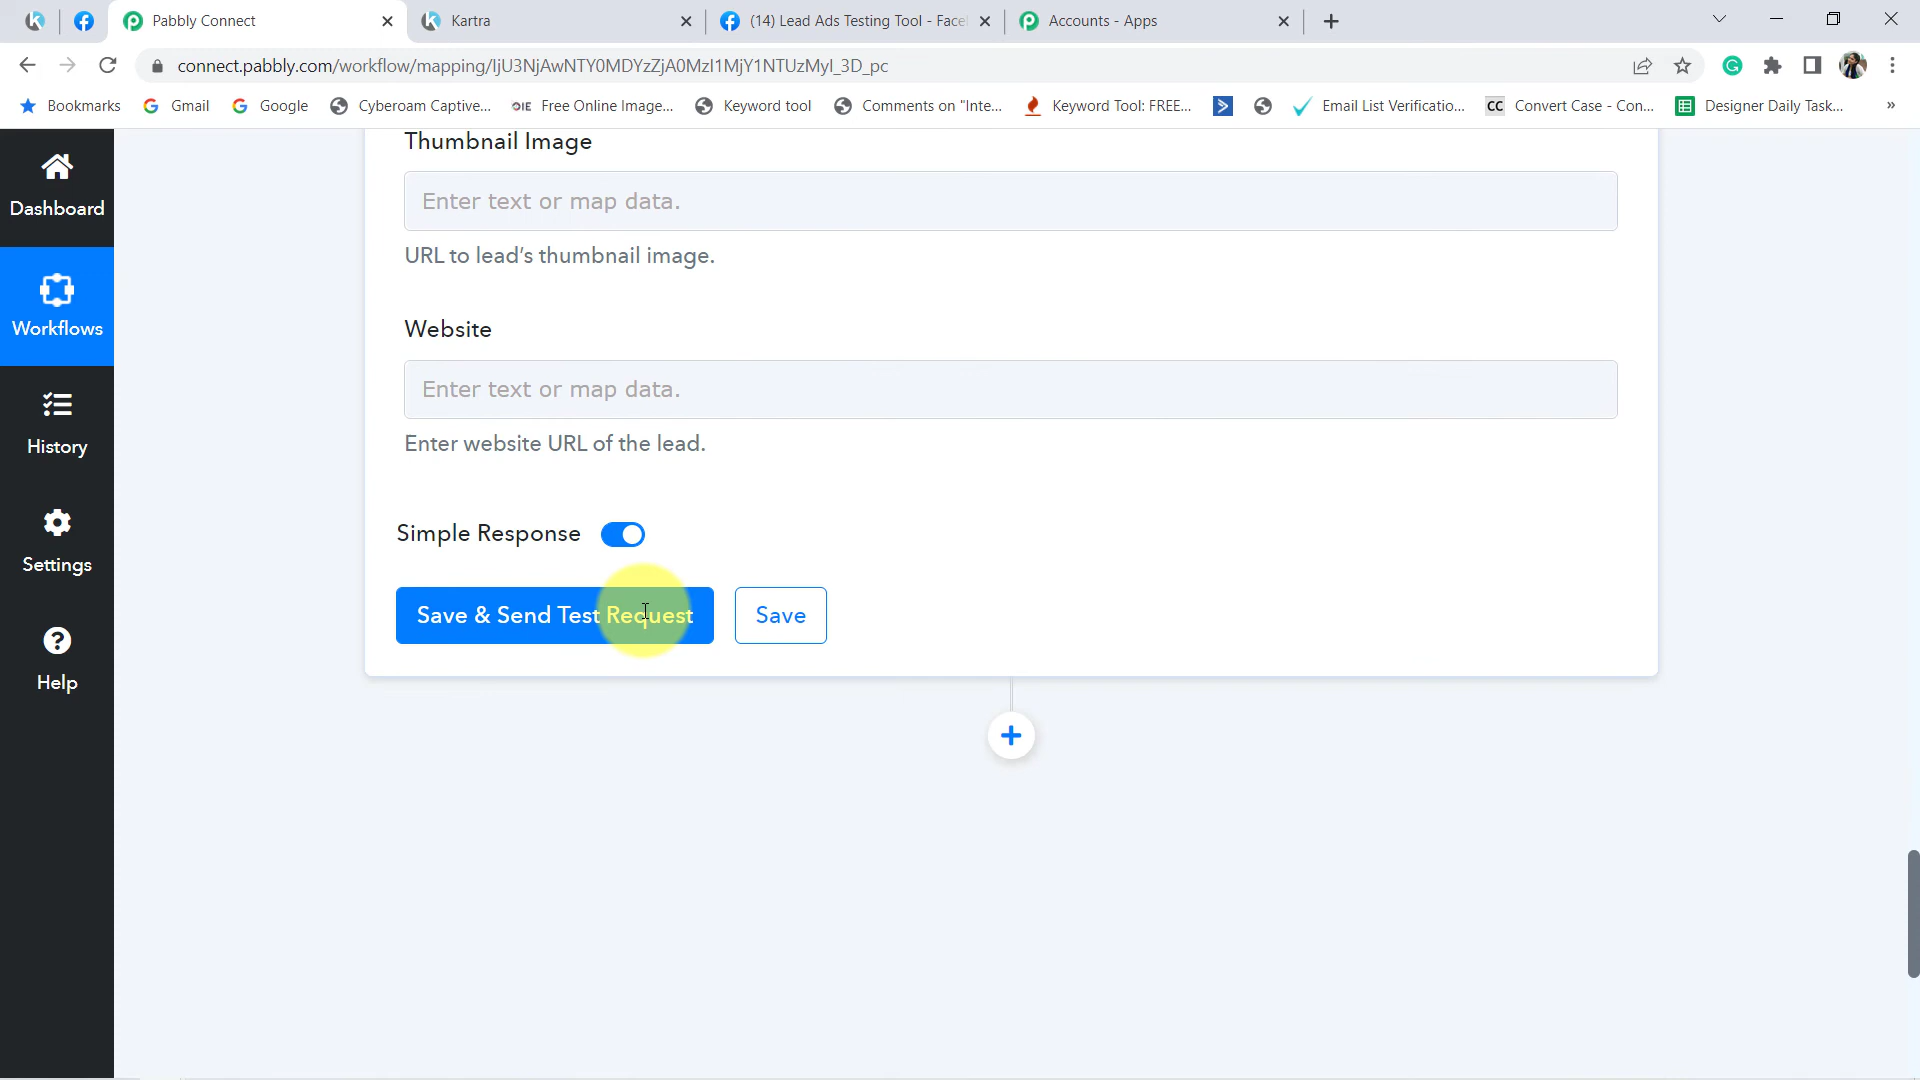 Pabbly Connect
Kartra
(14) Lead Ads Testing Tool - Facel
Accounts - Apps
connect.pabbly.com/workflow/mapping/IjU3NjAwNTY0MDYzZjA0MzI1MjY1NTUzMyI_3D_pc
Bookmarks
Gmail
Google
Cyberoam Captive...
OIE Free Online Image...
Keyword tool
Comments on "Inte...
Keyword Tool: FREE...
Email List Verificatio...
CC Convert Case - Con...
Designer Daily Task...
»
Dashboard
Workflows
History
Settings
Help
Thumbnail Image
Enter text or map data.
URL to lead's thumbnail image.
Website
Enter text or map data.
Enter website URL of the lead.
Simple Response
Save & Send Test Request
Save